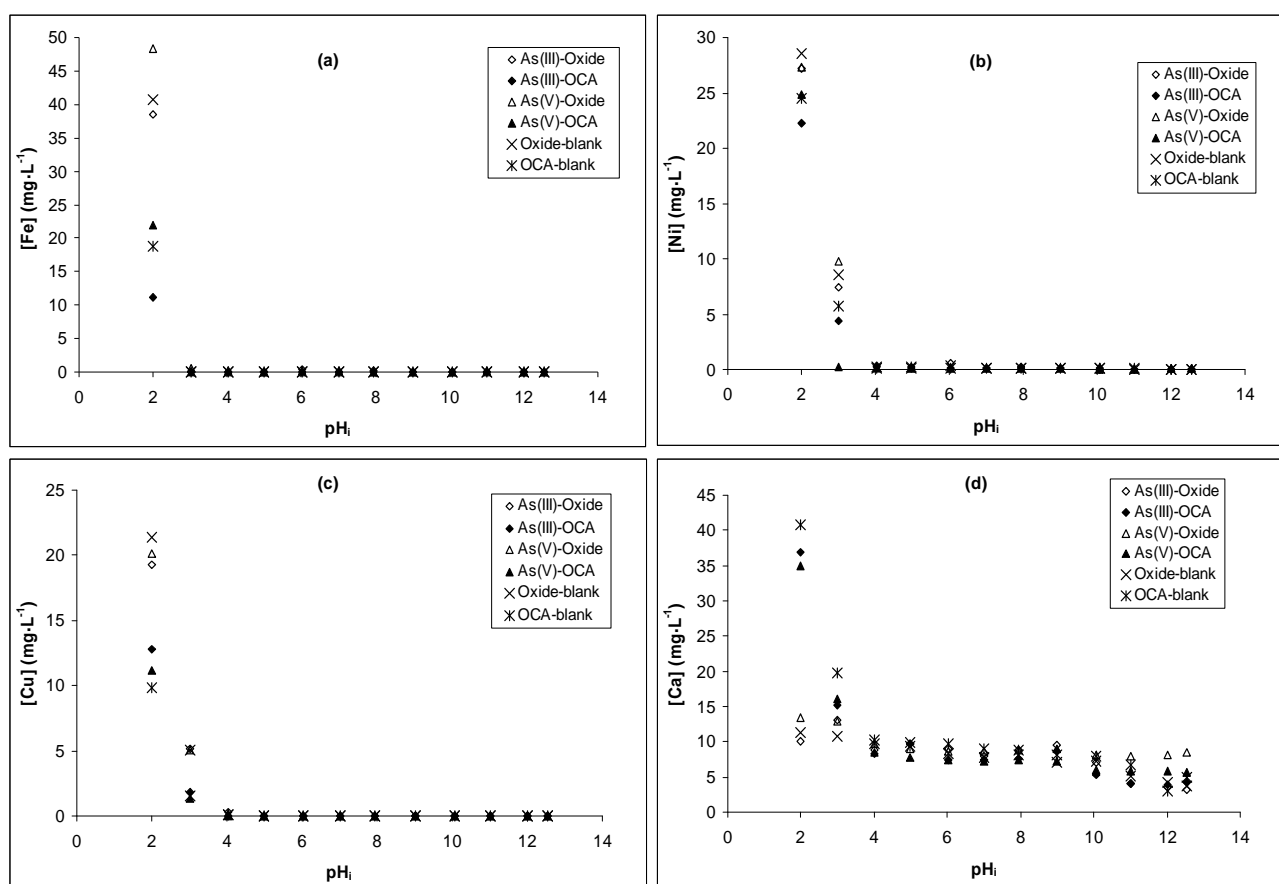 (a)
[Fe] (mg·L⁻¹)
50
45
40
35
30
25
20
15
10
5
0
As(III)-Oxide
As(III)-OCA
As(V)-Oxide
As(V)-OCA
Oxide-blank
OCA-blank
0 2 4 6 8 10 12 14
pHᵢ
(b)
[Ni] (mg·L⁻¹)
30
25
20
15
10
5
0
As(III)-Oxide
As(III)-OCA
As(V)-Oxide
As(V)-OCA
Oxide-blank
OCA-blank
0 2 4 6 8 10 12 14
pHᵢ
(c)
[Cu] (mg·L⁻¹)
25
20
15
10
5
0
As(III)-Oxide
As(III)-OCA
As(V)-Oxide
As(V)-OCA
Oxide-blank
OCA-blank
0 2 4 6 8 10 12 14
pHᵢ
(d)
[Ca] (mg·L⁻¹)
45
40
35
30
25
20
15
10
5
0
As(III)-Oxide
As(III)-OCA
As(V)-Oxide
As(V)-OCA
Oxide-blank
OCA-blank
0 2 4 6 8 10 12 14
pHᵢ